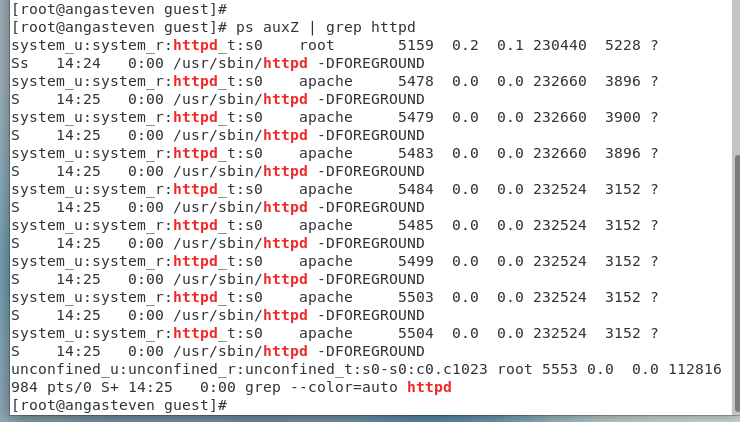 [root@angasteven guest]#
[root@angasteven guest]# ps auxZ | grep httpd
system_u:system_r:httpd_t:s0    root       5159  0.2  0.1 230440  5228 ?
Ss   14:24   0:00 /usr/sbin/httpd -DFOREGROUND
system_u:system_r:httpd_t:s0    apache     5478  0.0  0.0 232660  3896 ?
S    14:25   0:00 /usr/sbin/httpd -DFOREGROUND
system_u:system_r:httpd_t:s0    apache     5479  0.0  0.0 232660  3900 ?
S    14:25   0:00 /usr/sbin/httpd -DFOREGROUND
system_u:system_r:httpd_t:s0    apache     5483  0.0  0.0 232660  3896 ?
S    14:25   0:00 /usr/sbin/httpd -DFOREGROUND
system_u:system_r:httpd_t:s0    apache     5484  0.0  0.0 232524  3152 ?
S    14:25   0:00 /usr/sbin/httpd -DFOREGROUND
system_u:system_r:httpd_t:s0    apache     5485  0.0  0.0 232524  3152 ?
S    14:25   0:00 /usr/sbin/httpd -DFOREGROUND
system_u:system_r:httpd_t:s0    apache     5499  0.0  0.0 232524  3152 ?
S    14:25   0:00 /usr/sbin/httpd -DFOREGROUND
system_u:system_r:httpd_t:s0    apache     5503  0.0  0.0 232524  3152 ?
S    14:25   0:00 /usr/sbin/httpd -DFOREGROUND
system_u:system_r:httpd_t:s0    apache     5504  0.0  0.0 232524  3152 ?
S    14:25   0:00 /usr/sbin/httpd -DFOREGROUND
unconfined_u:unconfined_r:unconfined_t:s0-s0:c0.c1023 root 5553 0.0  0.0 112816
984 pts/0 S+ 14:25   0:00 grep --color=auto httpd
[root@angasteven guest]#